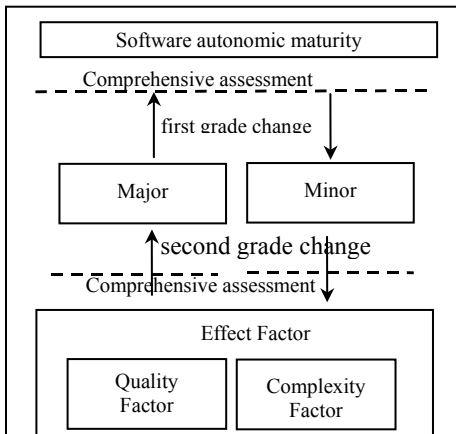 Software autonomic maturity
Comprehensive assessment
first grade change
Major Minor
second grade change
Comprehensive assessment
Effect Factor
Quality Complexity
Factor Factor